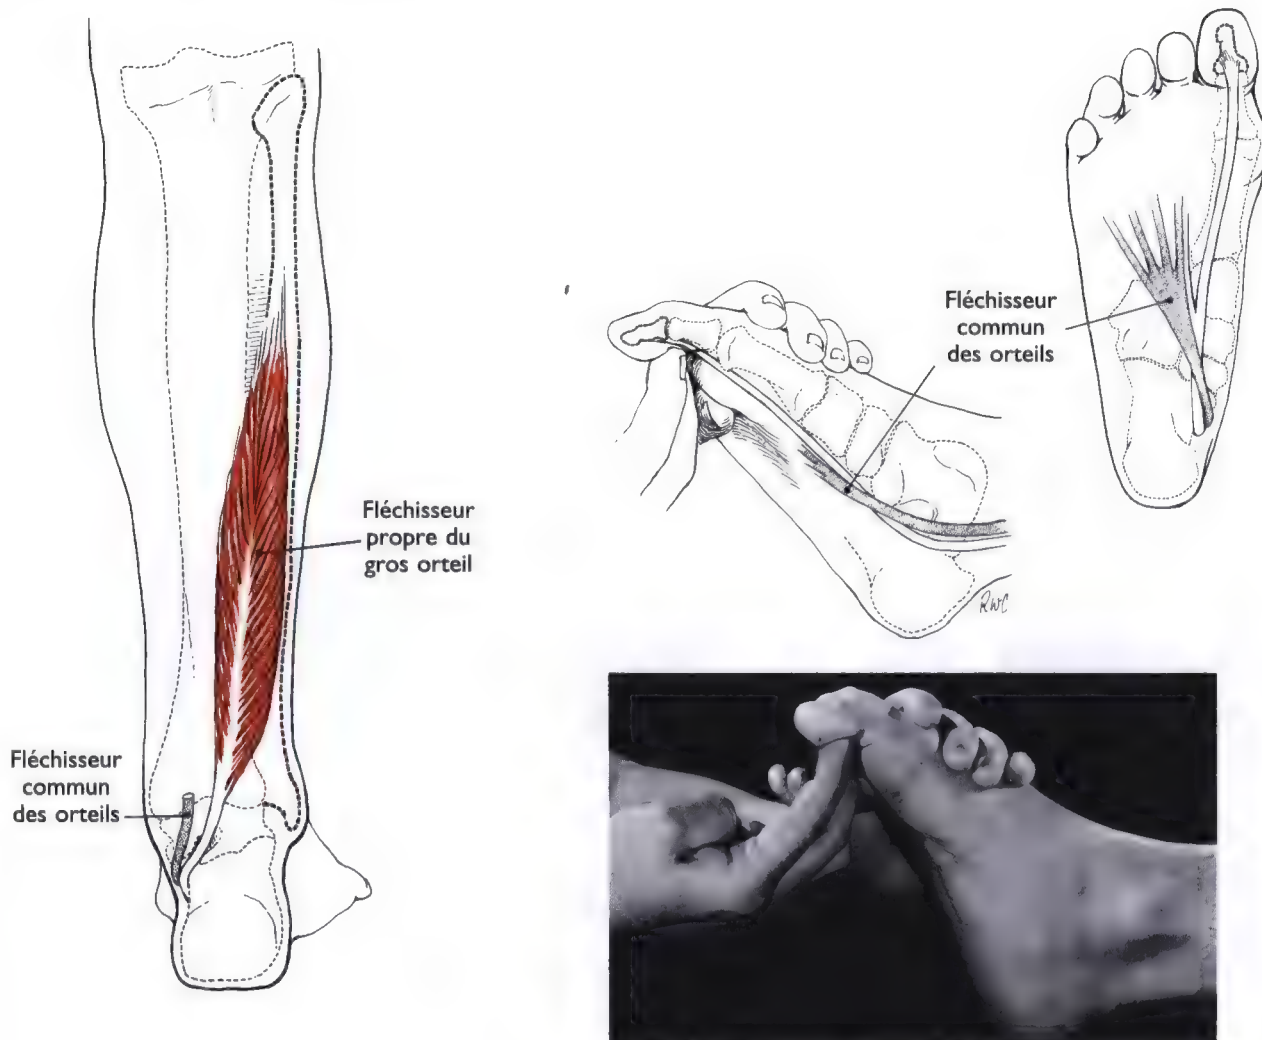 Fléchisseur
commun
des orteils
Fléchisseur
propre du
gros orteil
Fléchisseur
commun
des orteils
RWC